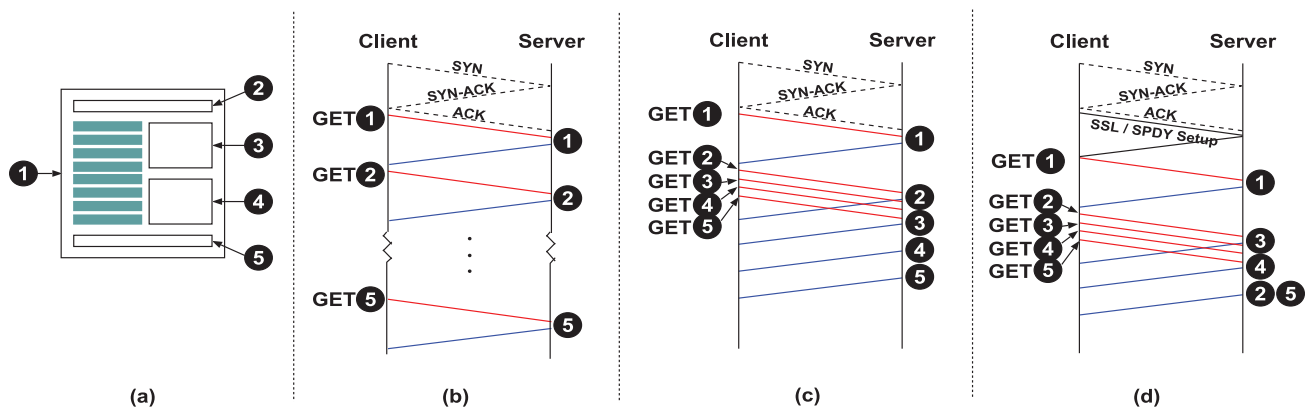 1
2
3
4
5
(a)
Client Server
SYN
SYN-ACK
ACK
GET 1
1
GET 2
2
GET 5
5
(b)
Client Server
SYN
SYN-ACK
ACK
GET 1
1
GET 2
GET 3
GET 4
GET 5
2
3
4
5
(c)
Client Server
SYN
SYN-ACK
ACK
SSL / SPDY Setup
GET 1
1
GET 2
GET 3
GET 4
GET 5
3
4
2 5
(d)